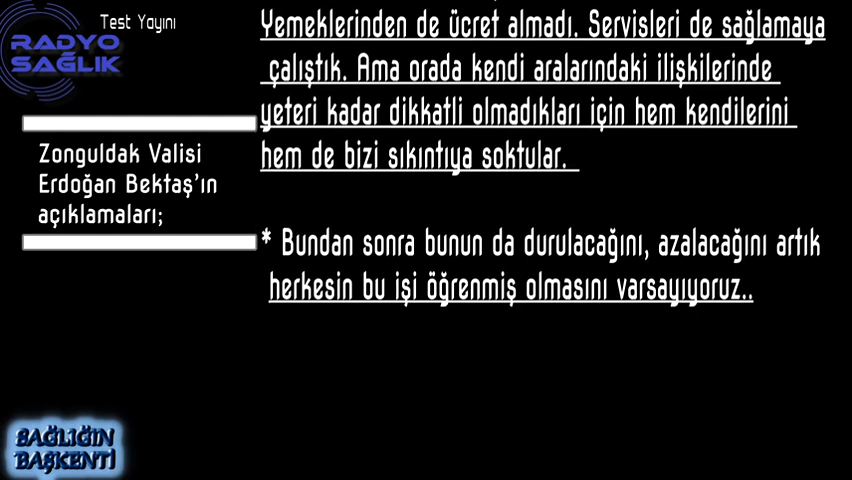 Test Yayını
RADYO
SAĞLIK
Zonguldak Valisi
Erdoğan Bektaş'ın
açıklamaları;
Yemeklerinden de ücret almadı. Servisleri de sağlamaya
çalıştık. Ama orada kendi aralarındaki ilişkilerinde
yeteri kadar dikkatli olmadıkları için hem kendilerini
hem de bizi sıkıntıya soktular.
* Bundan sonra bunun da durulacağını, azalacağını artık
herkesin bu işi öğrenmiş olmasını varsayıyoruz..
SAĞLIĞIN
BAŞKENTİ